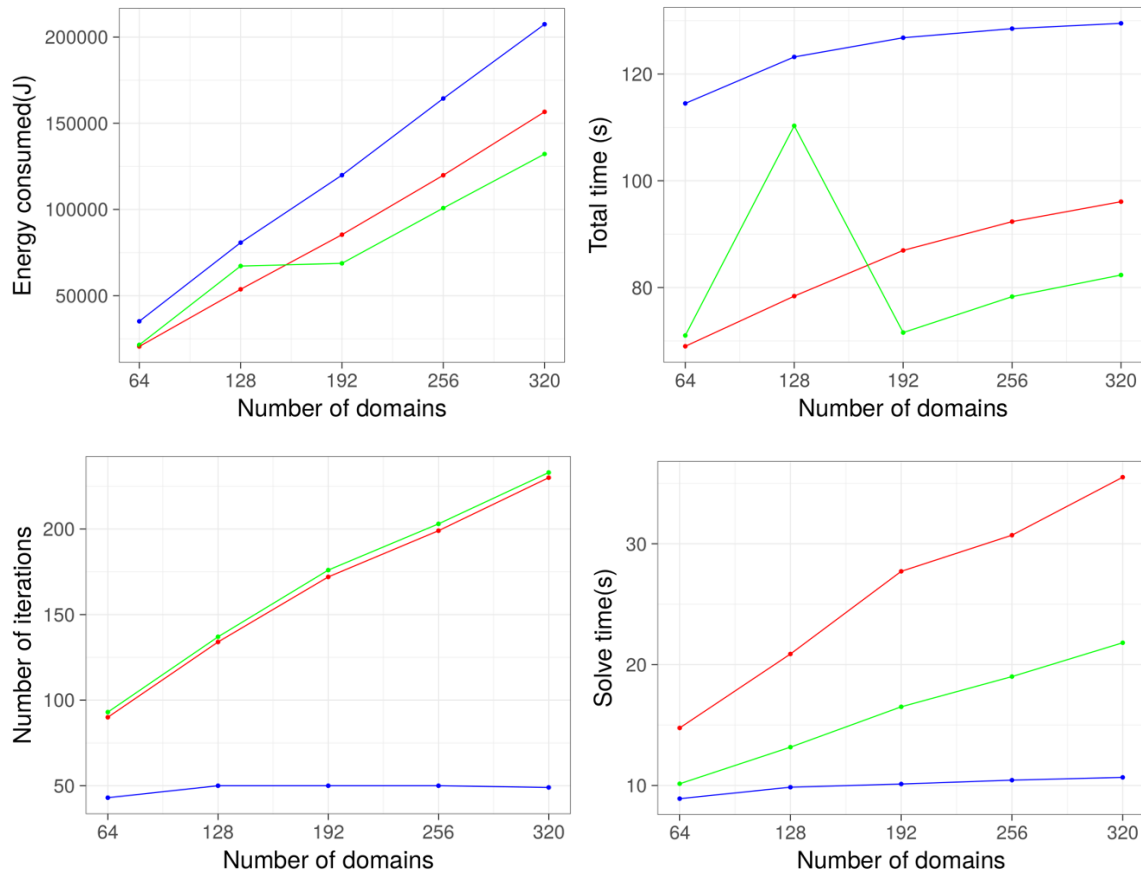 Energy consumed(J)
200000
150000
100000
50000
64 128 192 256 320
Number of domains
Total time (s)
120
100
80
64 128 192 256 320
Number of domains
Number of iterations
200
150
100
50
64 128 192 256 320
Number of domains
Solve time(s)
30
20
10
64 128 192 256 320
Number of domains